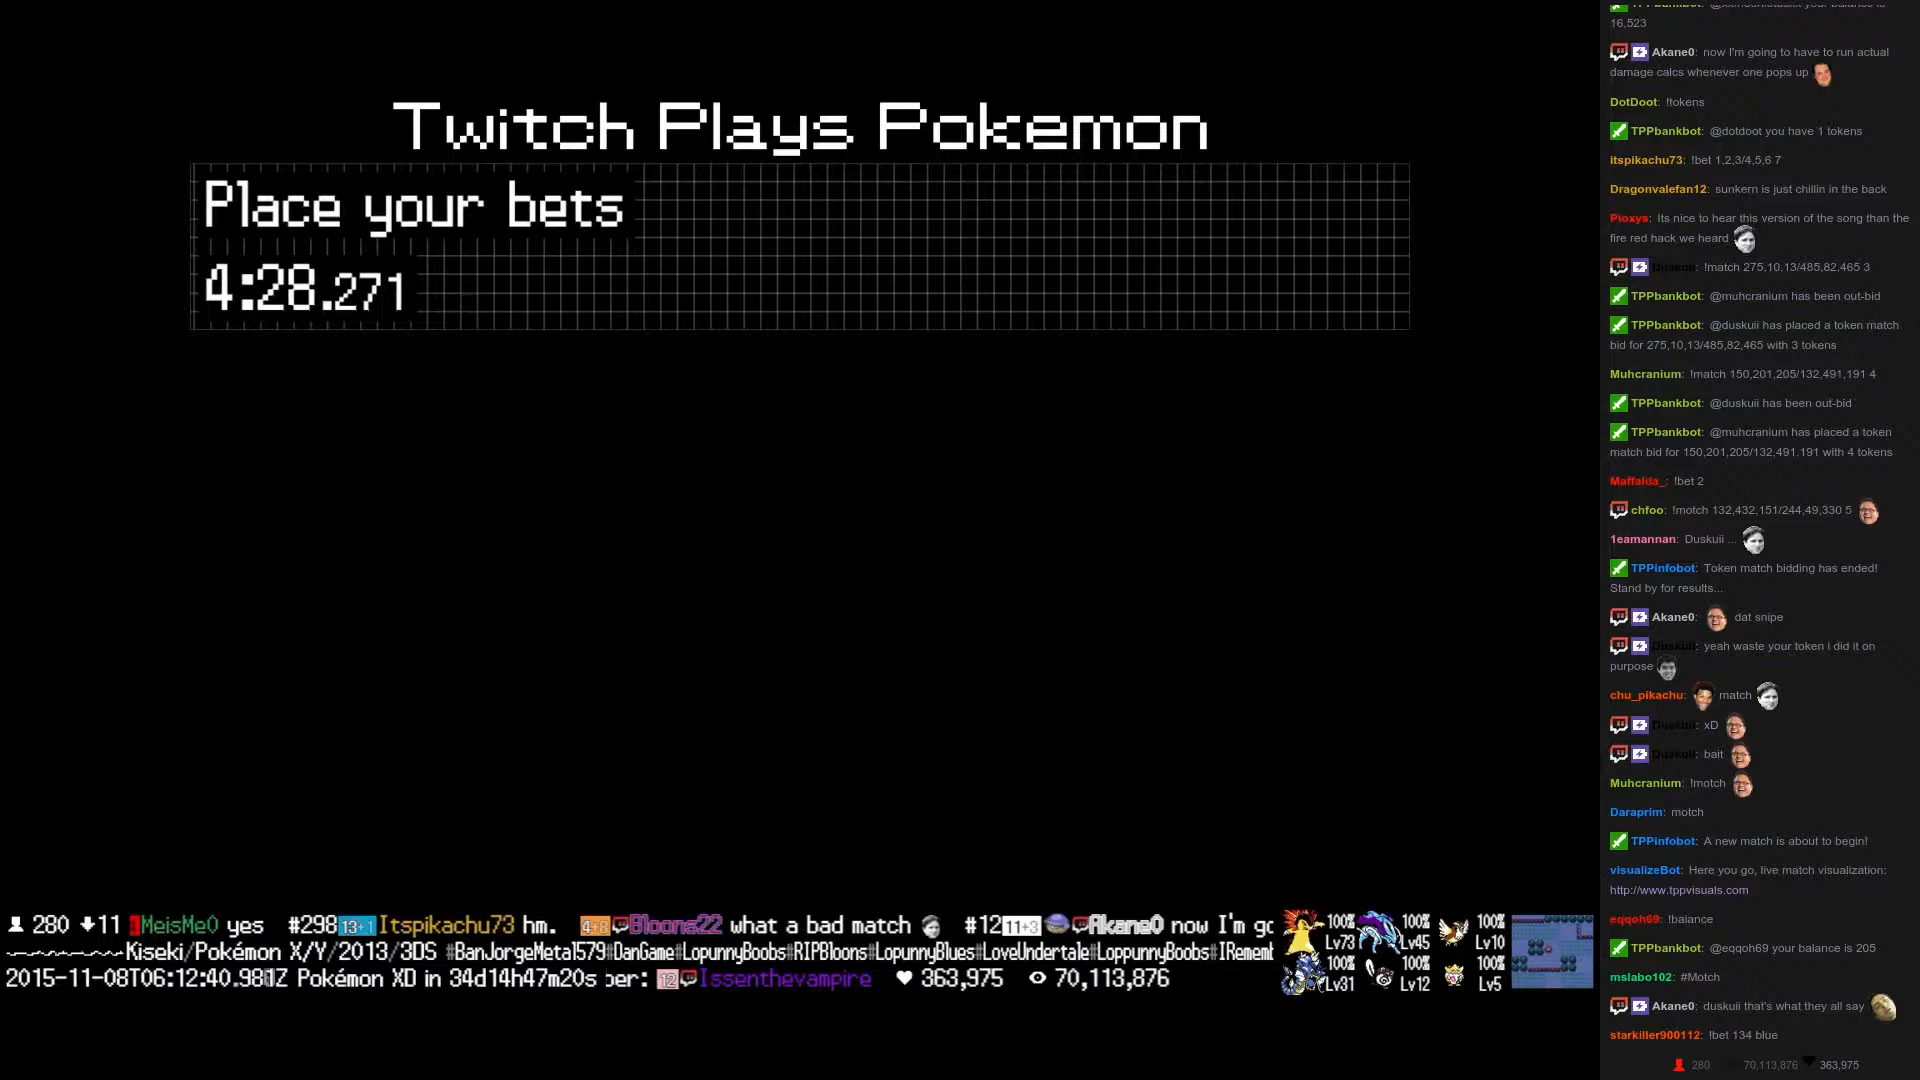 Twitch Plays Pokemon
Place your bets
4:28.271
280 11 MeisMe0 yes #298 13+1 Itspikachu73 hm. 4+8 Bloons22 what a bad match #12 11+3 Akane0 now I'm go
Kiseki/Pokémon X/Y/2013/3DS #BanJorgeMetal579#DanGame#LopunnyBoobs#RIPBloons#LopunnyBlues#LoveUndertale#LoppunnyBoobs#IRememb
2015-11-08T06:12:40.980Z Pokémon XD in 34d14h47m20s ber: 12 Issenthevampire 363,975 70,113,876
100% Lv73 100% Lv45 100% Lv10
100% Lv31 100% Lv12 100% Lv5
16,523
Akane0: now I'm going to have to run actual
damage calcs whenever one pops up
DotDoot: !tokens
TPPbankbot: @dotdoot you have 1 tokens
itspikachu73: !bet 1,2,3/4,5,6 7
Dragonvalefan12: sunkern is just chillin in the back
Pioxys: Its nice to hear this version of the song than the
fire red hack we heard
Duskuii: !match 275,10.13/485,82,465 3
TPPbankbot: @muhcranium has been out-bid
TPPbankbot: @duskuii has placed a token match
bid for 275,10,13/485,82,465 with 3 tokens
Muhcranium: !match 150,201,205/132,491,191 4
TPPbankbot: @duskuii has been out-bid
TPPbankbot: @muhcranium has placed a token
match bid for 150,201,205/132,491.191 with 4 tokens
Maffalda_: !bet 2
chfoo: !motch 132,432,151/244,49,330 5
1eamannan: Duskuii ...
TPPinfobot: Token match bidding has ended!
Stand by for results...
Akane0: dat snipe
Duskuii: yeah waste your token i did it on
purpose
chu_pikachu: match
Duskuii: xD
Duskuii: bait
Muhcranium: !motch
Daraprim: motch
TPPinfobot: A new match is about to begin!
visualizeBot: Here you go, live match visualization:
http://www.tppvisuals.com
eqqoh69: !balance
TPPbankbot: @eqqoh69 your balance is 205
mslabo102: #Motch
Akane0: duskuii that's what they all say
starkiller900112: !bet 134 blue
280 70,113,876 363,975